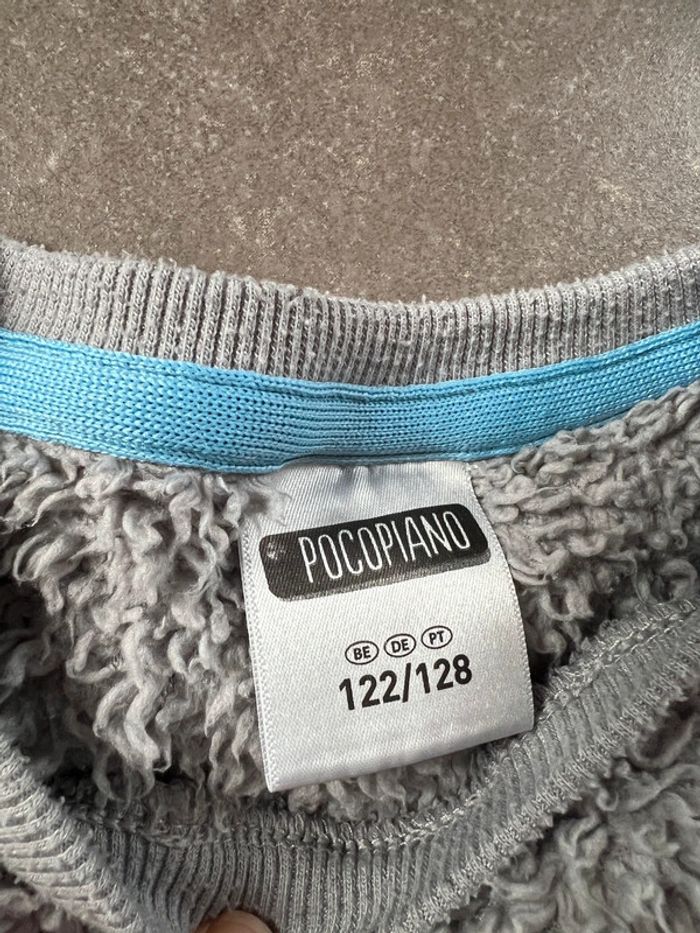 POCOPIANO
BE DE PT
122/128